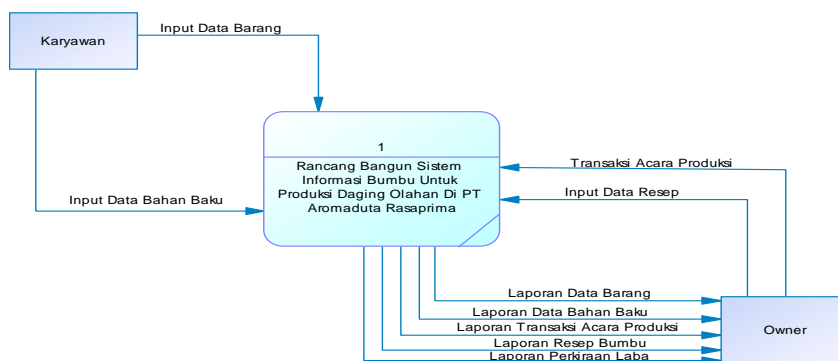 Input Data Barang
Karyawan
1
Rancang Bangun Sistem
Informasi Bumbu Untuk
Produksi Daging Olahan Di PT
Aromaduta Rasaprima
Transaksi Acara Produksi
Input Data Resep
Input Data Bahan Baku
Laporan Data Barang
Laporan Data Bahan Baku
Laporan Transaksi Acara Produksi
Laporan Resep Bumbu
Laporan Perkiraan Laba
Owner